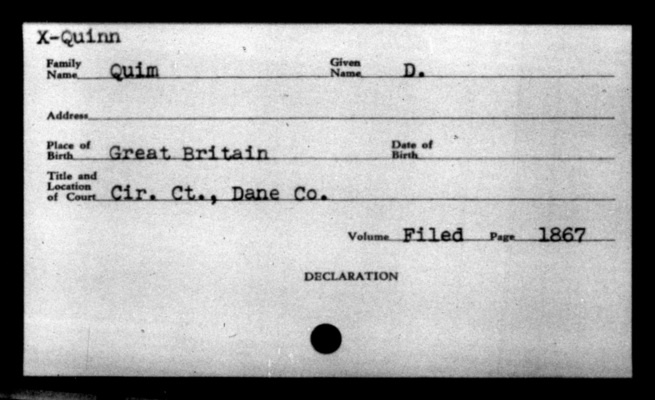 X-Quinn
Family Name Quim Given Name D.
Address
Place of Birth Great Britain Date of Birth
Title and Location of Court Cir. Ct., Dane Co.
Volume Filed Page 1867
DECLARATION